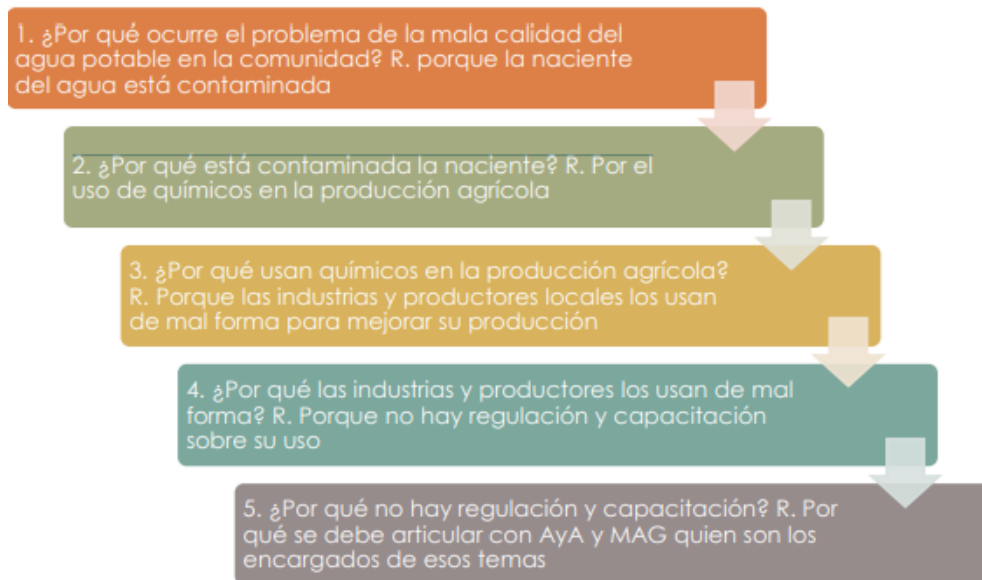 1. ¿Por qué ocurre el problema de la mala calidad del
agua potable en la comunidad? R. porque la naciente
del agua está contaminada
2. ¿Por qué está contaminada la naciente? R. Por el
uso de químicos en la producción agrícola
3. ¿Por qué usan químicos en la producción agrícola?
R. Porque las industrias y productores locales los usan
de mal forma para mejorar su producción
4. ¿Por qué las industrias y productores los usan de mal
forma? R. Porque no hay regulación y capacitación
sobre su uso
5. ¿Por qué no hay regulación y capacitación? R. Por
qué se debe articular con AyA y MAG quien son los
encargados de esos temas